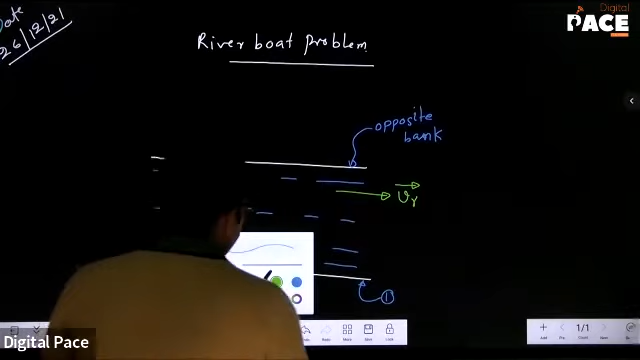 Date
26/12/21
Digital
PACE
River boat problem
opposite
bank
vr
①
1/1
Digital Pace